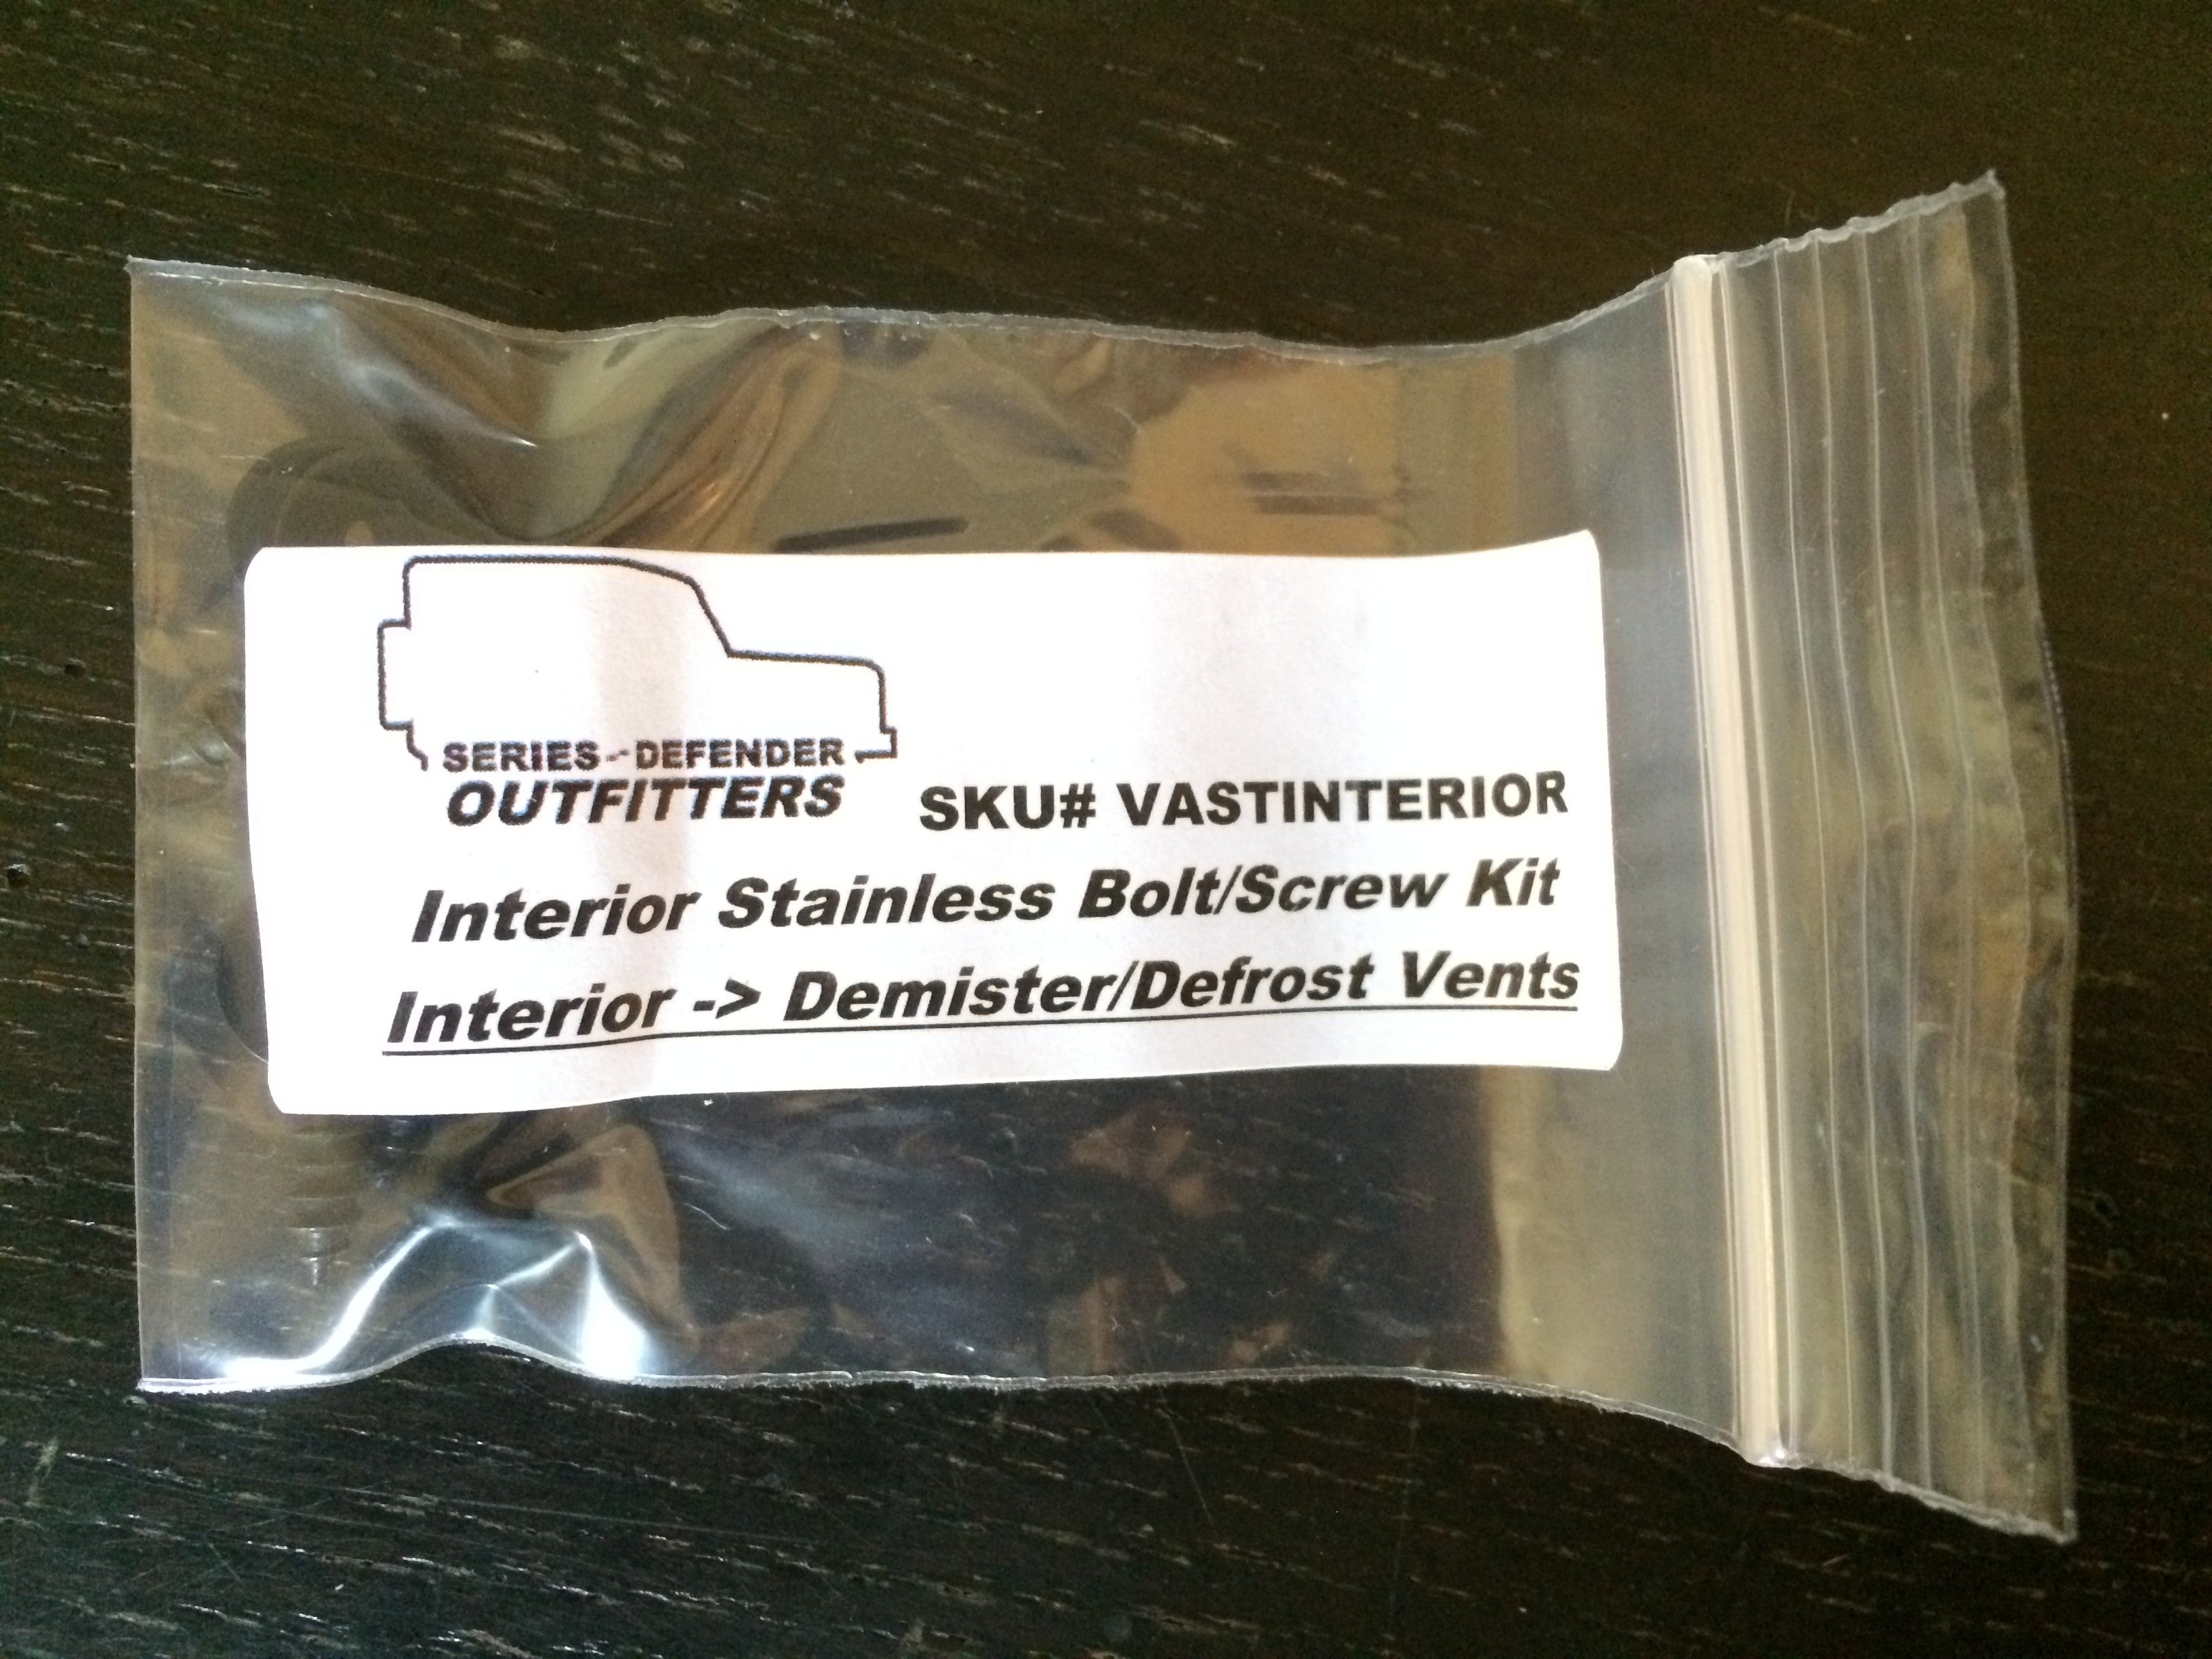 SERIES - DEFENDER
OUTFITTERS
SKU# VASTINTERIOR
Interior Stainless Bolt/Screw Kit
Interior -> Demister/Defrost Vents